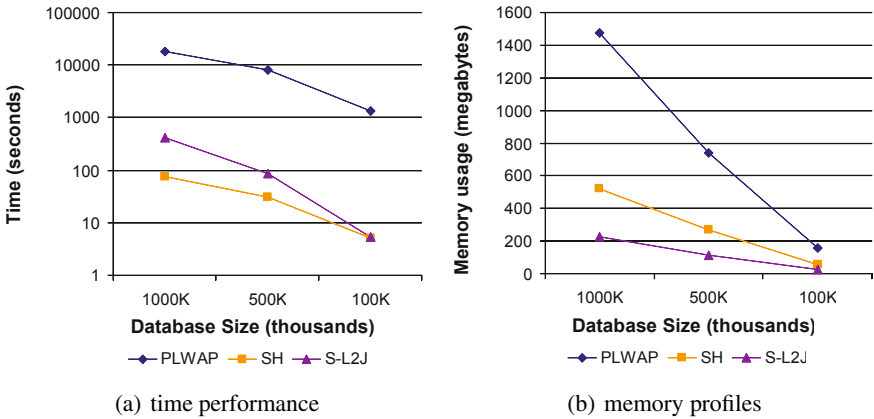 100000
10000
1000
100
10
1
Time (seconds)
1000K 500K 100K
Database Size (thousands)
PLWAP SH S-L2J
(a) time performance
1600
1400
1200
1000
800
600
400
200
0
Memory usage (megabytes)
1000K 500K 100K
Database Size (thousands)
PLWAP SH S-L2J
(b) memory profiles